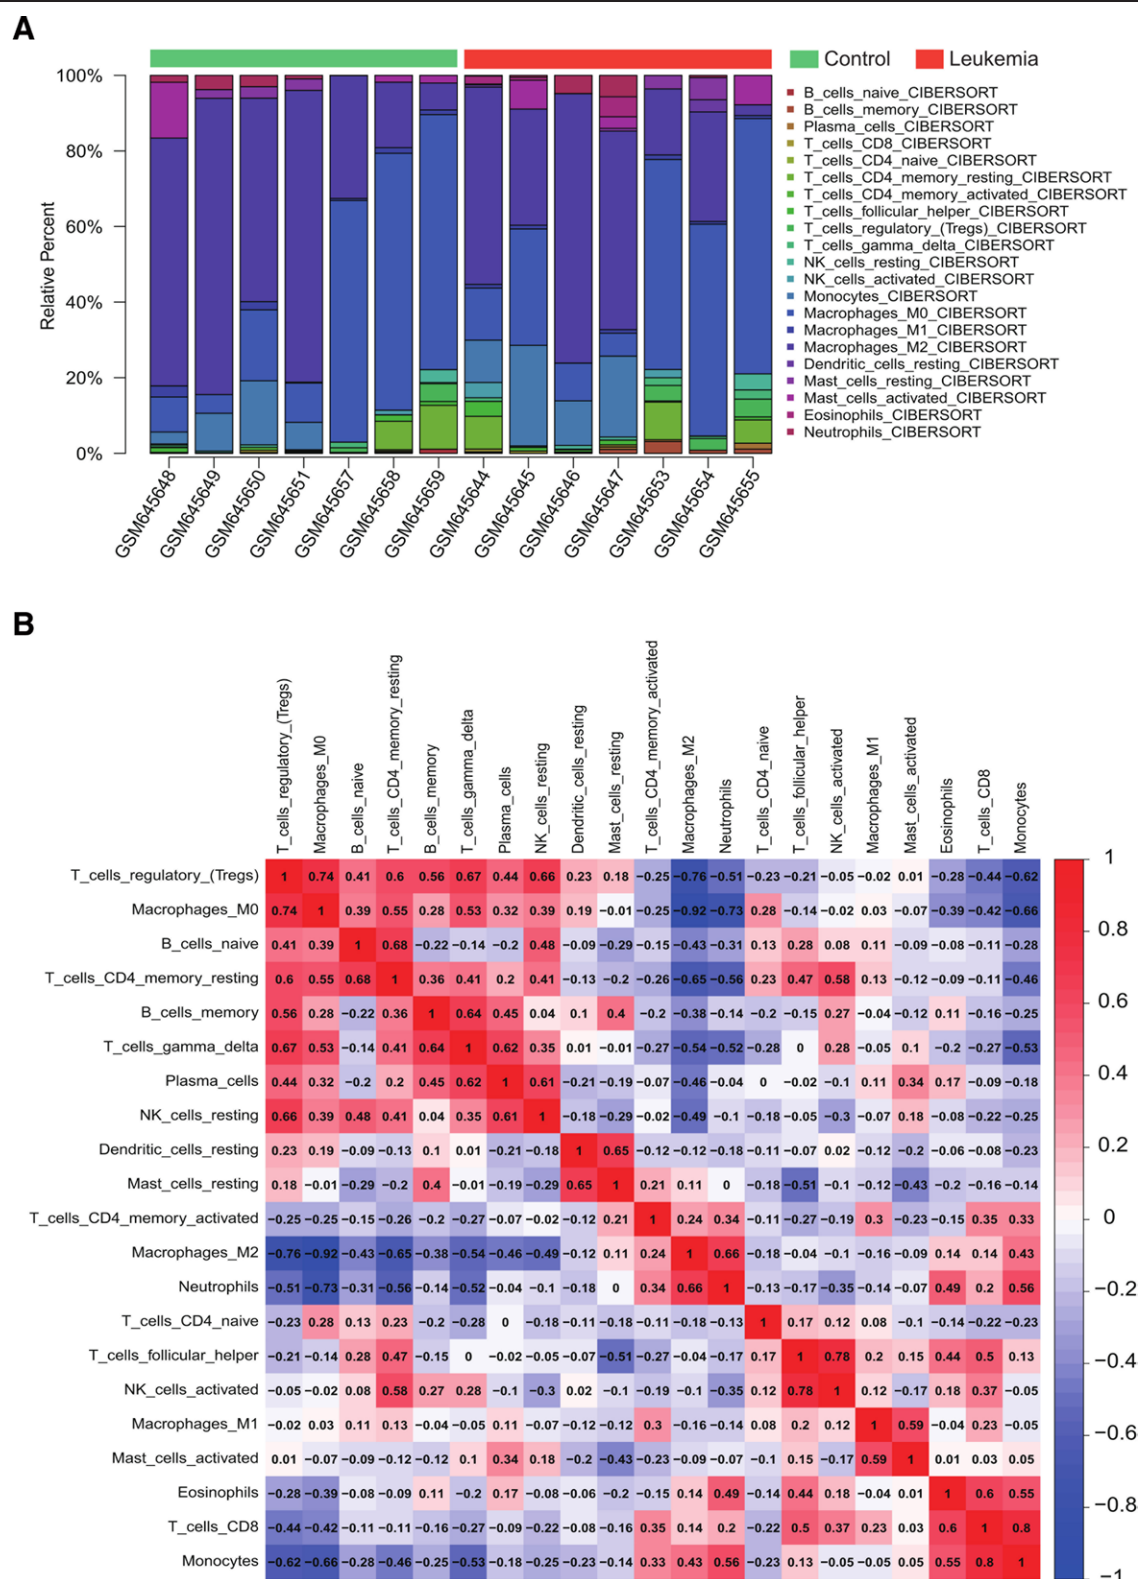 A
Control
Leukemia
100%
80%
60%
40%
20%
0%
Relative Percent
B_cells_naive_CIBERSORT
B_cells_memory_CIBERSORT
Plasma_cells_CIBERSORT
T_cells_CD8_CIBERSORT
T_cells_CD4_naive_CIBERSORT
T_cells_CD4_memory_resting_CIBERSORT
T_cells_CD4_memory_activated_CIBERSORT
T_cells_follicular_helper_CIBERSORT
T_cells_regulatory_(Tregs)_CIBERSORT
T_cells_gamma_delta_CIBERSORT
NK_cells_resting_CIBERSORT
NK_cells_activated_CIBERSORT
Monocytes_CIBERSORT
Macrophages_M0_CIBERSORT
Macrophages_M1_CIBERSORT
Macrophages_M2_CIBERSORT
Dendritic_cells_resting_CIBERSORT
Mast_cells_resting_CIBERSORT
Mast_cells_activated_CIBERSORT
Eosinophils_CIBERSORT
Neutrophils_CIBERSORT
GSM645648
GSM645649
GSM645650
GSM645651
GSM645657
GSM645658
GSM645659
GSM645644
GSM645645
GSM645646
GSM645647
GSM645653
GSM645654
GSM645655
B
T_cells_regulatory_(Tregs)
Macrophages_M0
B_cells_naive
T_cells_CD4_memory_resting
B_cells_memory
T_cells_gamma_delta
Plasma_cells
NK_cells_resting
Dendritic_cells_resting
Mast_cells_resting
T_cells_CD4_memory_activated
Macrophages_M2
Neutrophils
T_cells_CD4_naive
T_cells_follicular_helper
NK_cells_activated
Macrophages_M1
Mast_cells_activated
Eosinophils
T_cells_CD8
Monocytes
T_cells_regulatory_(Tregs) 1 0.74 0.41 0.6 0.56 0.67 0.44 0.66 0.23 0.18 −0.25 −0.76 −0.51 −0.23 −0.21 −0.05 −0.02 0.01 −0.28 −0.44 −0.62
Macrophages_M0 0.74 1 0.39 0.55 0.28 0.53 0.32 0.39 0.19 −0.01 −0.25 −0.92 −0.73 0.28 −0.14 −0.02 0.03 −0.07 −0.39 −0.42 −0.66
B_cells_naive 0.41 0.39 1 0.68 −0.22 −0.14 −0.2 0.48 −0.09 −0.29 −0.15 −0.43 −0.31 0.13 0.28 0.08 0.11 −0.09 −0.08 −0.11 −0.28
T_cells_CD4_memory_resting 0.6 0.55 0.68 1 0.36 0.41 0.2 0.41 −0.13 −0.2 −0.26 −0.65 −0.56 0.23 0.47 0.58 0.13 −0.12 −0.09 −0.11 −0.46
B_cells_memory 0.56 0.28 −0.22 0.36 1 0.64 0.45 0.04 0.1 0.4 −0.2 −0.38 −0.14 −0.2 −0.15 0.27 −0.04 −0.12 0.11 −0.16 −0.25
T_cells_gamma_delta 0.67 0.53 −0.14 0.41 0.64 1 0.62 0.35 0.01 −0.01 −0.27 −0.54 −0.52 −0.28 0 0.28 −0.05 0.1 −0.2 −0.27 −0.53
Plasma_cells 0.44 0.32 −0.2 0.2 0.45 0.62 1 0.61 −0.21 −0.19 −0.07 −0.46 −0.04 0 −0.02 −0.1 0.11 0.34 0.17 −0.09 −0.18
NK_cells_resting 0.66 0.39 0.48 0.41 0.04 0.35 0.61 1 −0.18 −0.29 −0.02 −0.49 −0.1 −0.18 −0.05 −0.3 −0.07 0.18 −0.08 −0.22 −0.25
Dendritic_cells_resting 0.23 0.19 −0.09 −0.13 0.1 0.01 −0.21 −0.18 1 0.65 −0.12 −0.12 −0.18 −0.11 −0.07 0.02 −0.12 −0.2 −0.06 −0.08 −0.23
Mast_cells_resting 0.18 −0.01 −0.29 −0.2 0.4 −0.01 −0.19 −0.29 0.65 1 0.21 0.11 0 −0.18 −0.51 −0.1 −0.12 −0.43 −0.2 −0.16 −0.14
T_cells_CD4_memory_activated −0.25 −0.25 −0.15 −0.26 −0.2 −0.27 −0.07 −0.02 −0.12 0.21 1 0.24 0.34 −0.11 −0.27 −0.19 0.3 −0.23 −0.15 0.35 0.33
Macrophages_M2 −0.76 −0.92 −0.43 −0.65 −0.38 −0.54 −0.46 −0.49 −0.12 0.11 0.24 1 0.66 −0.18 −0.04 −0.1 −0.16 −0.09 0.14 0.14 0.43
Neutrophils −0.51 −0.73 −0.31 −0.56 −0.14 −0.52 −0.04 −0.1 −0.18 0 0.34 0.66 1 −0.13 −0.17 −0.35 −0.14 −0.07 0.49 0.2 0.56
T_cells_CD4_naive −0.23 0.28 0.13 0.23 −0.2 −0.28 0 −0.18 −0.11 −0.18 −0.11 −0.18 −0.13 1 0.17 0.12 0.08 −0.1 −0.14 −0.22 −0.23
T_cells_follicular_helper −0.21 −0.14 0.28 0.47 −0.15 0 −0.02 −0.05 −0.07 −0.51 −0.27 −0.04 −0.17 0.17 1 0.78 0.2 0.15 0.44 0.5 0.13
NK_cells_activated −0.05 −0.02 0.08 0.58 0.27 0.28 −0.1 −0.3 0.02 −0.1 −0.19 −0.1 −0.35 0.12 0.78 1 0.12 −0.17 0.18 0.37 −0.05
Macrophages_M1 −0.02 0.03 0.11 0.13 −0.04 −0.05 0.11 −0.07 −0.12 −0.12 0.3 −0.16 −0.14 0.08 0.2 0.12 1 0.59 −0.04 0.23 −0.05
Mast_cells_activated 0.01 −0.07 −0.09 −0.12 −0.12 0.1 0.34 0.18 −0.2 −0.43 −0.23 −0.09 −0.07 −0.1 0.15 −0.17 0.59 1 0.01 0.03 0.05
Eosinophils −0.28 −0.39 −0.08 −0.09 0.11 −0.2 0.17 −0.08 −0.06 −0.2 −0.15 0.14 0.49 −0.14 0.44 0.18 −0.04 0.01 1 0.6 0.55
T_cells_CD8 −0.44 −0.42 −0.11 −0.11 −0.16 −0.27 −0.09 −0.22 −0.08 −0.16 0.35 0.14 0.2 −0.22 0.5 0.37 0.23 0.03 0.6 1 0.8
Monocytes −0.62 −0.66 −0.28 −0.46 −0.25 −0.53 −0.18 −0.25 −0.23 −0.14 0.33 0.43 0.56 −0.23 0.13 −0.05 −0.05 0.05 0.55 0.8 1
1
0.8
0.6
0.4
0.2
0
−0.2
−0.4
−0.6
−0.8
−1